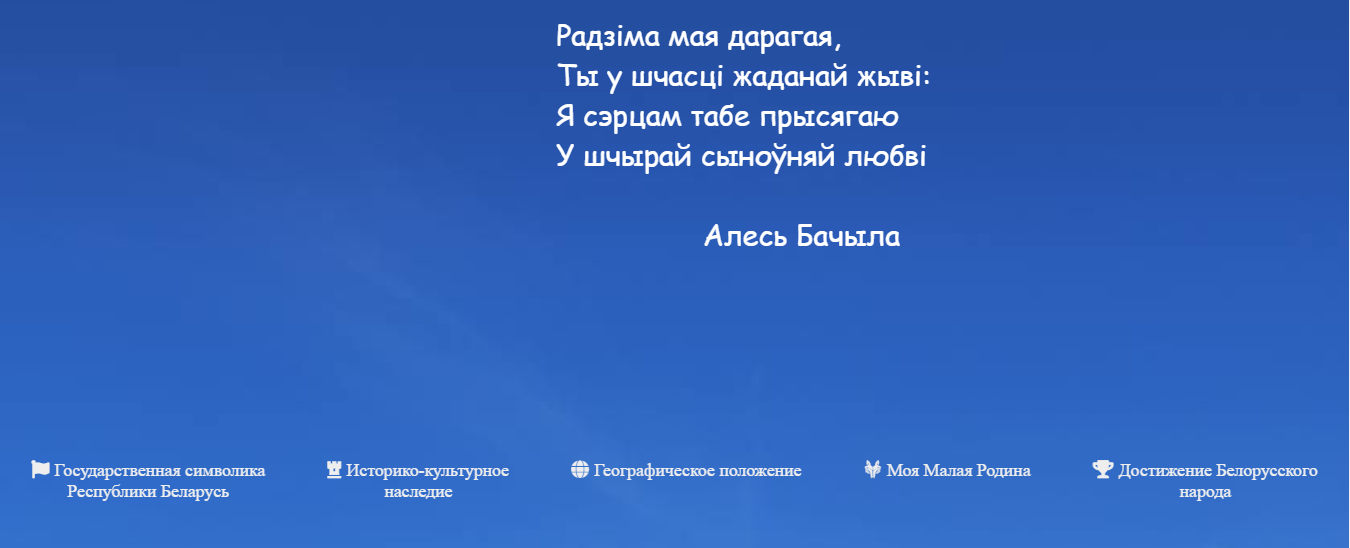 Радзіма мая дарагая,
Ты у шчасці жаданай жыві:
Я сэрцам табе прысягаю
У шчырай сыноўняй любві
Алесь Бачыла
Государственная символика
Республики Беларусь
Историко-культурное
наследие
Географическое положение
Моя Малая Родина
Достижение Белорусского
народа